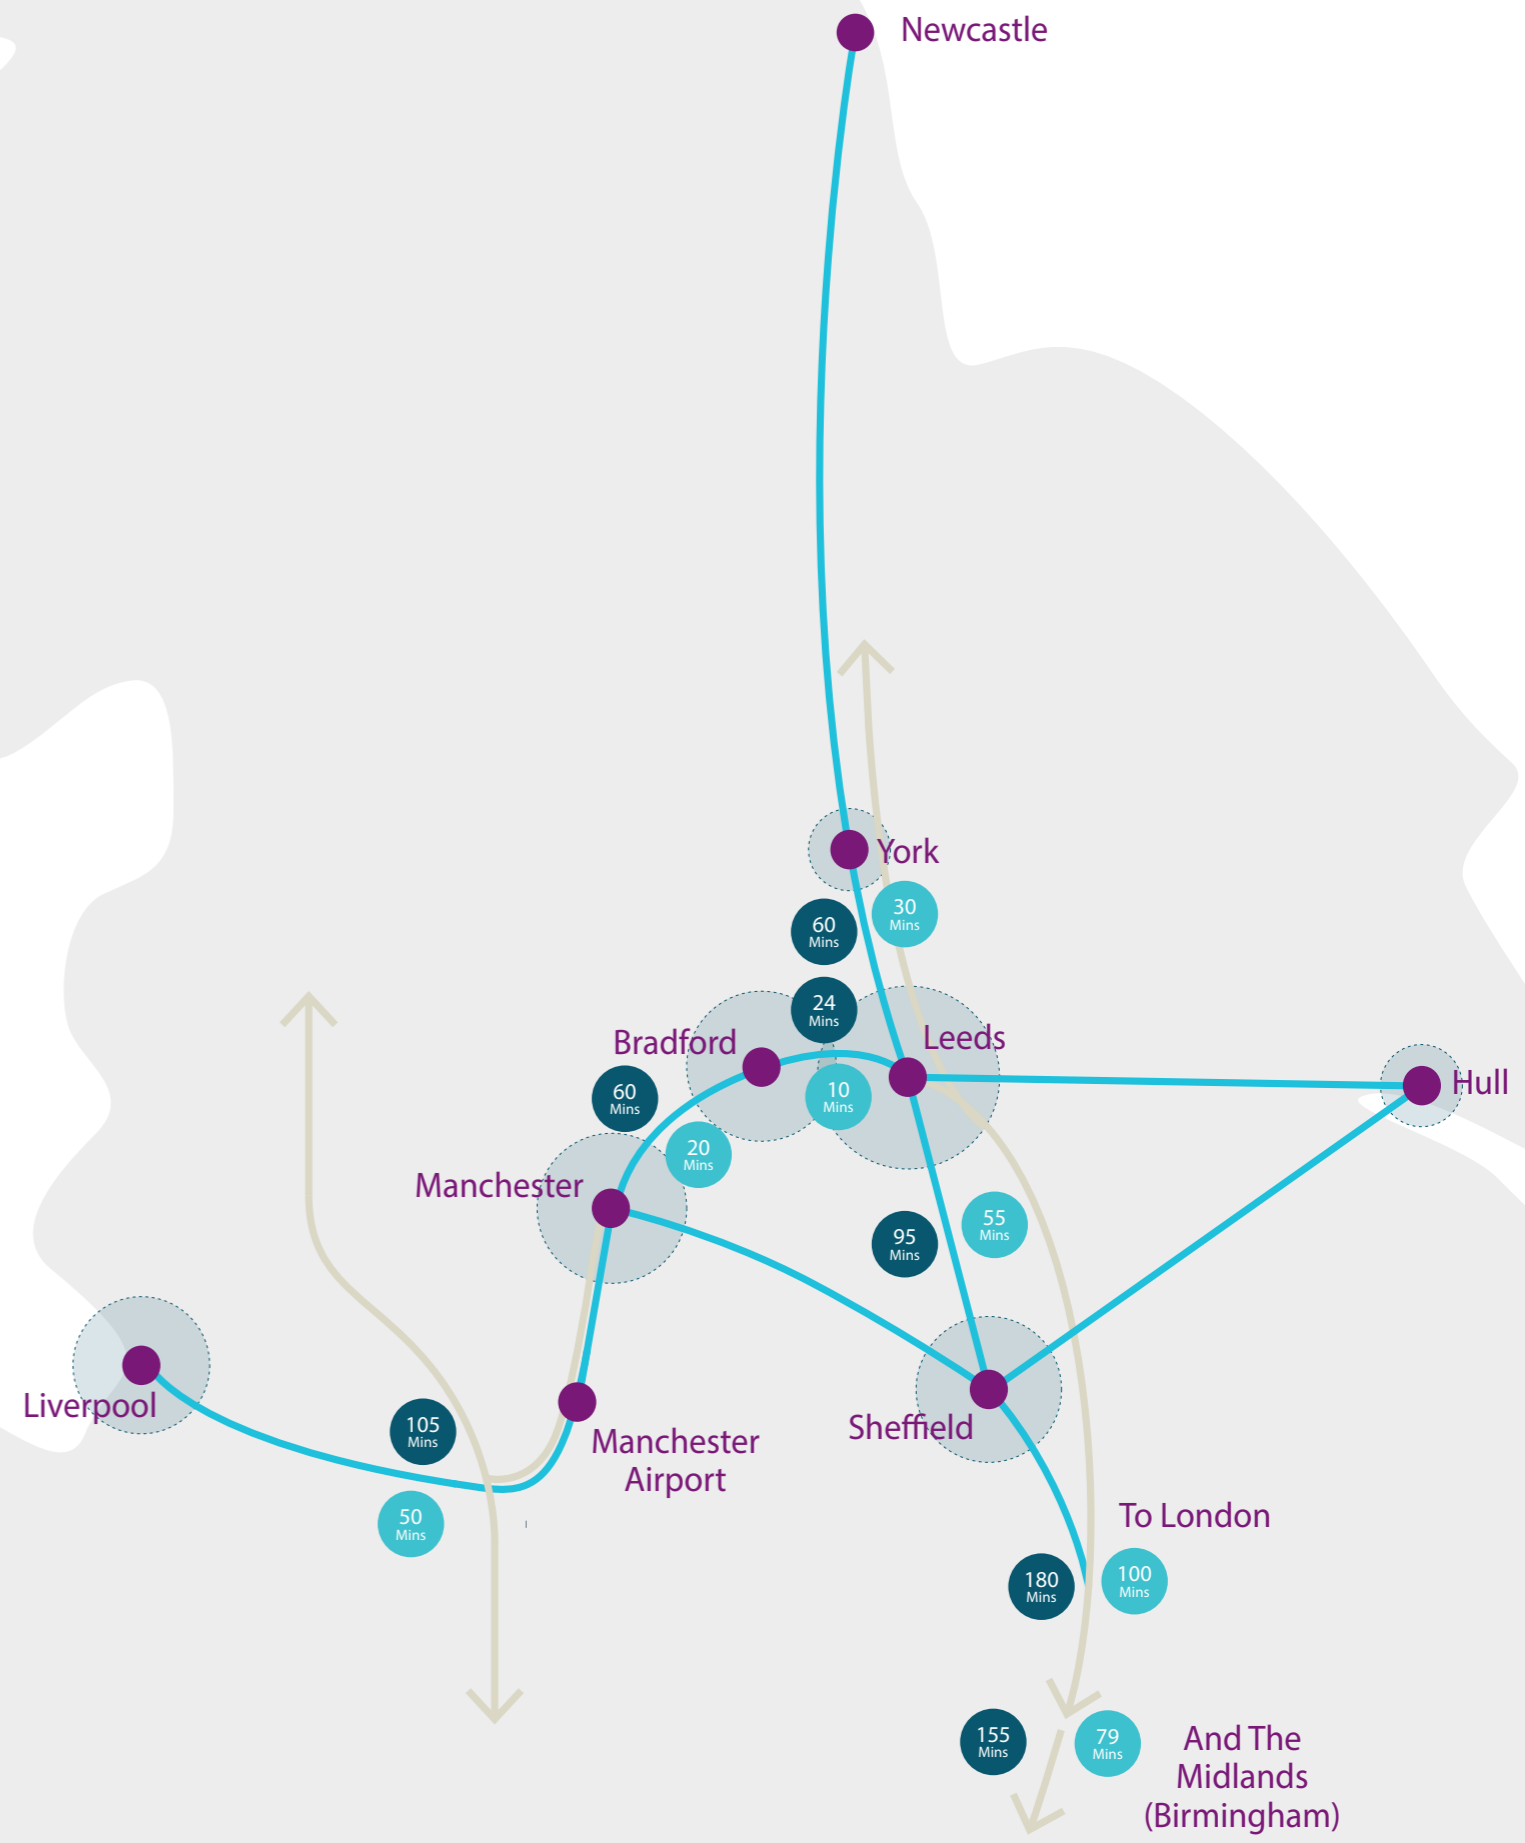 Newcastle
York
30
Mins
60
Mins
24
Mins
Leeds
Bradford
Hull
10
Mins
60
Mins
20
Mins
Manchester
55
Mins
95
Mins
Liverpool
105
Mins
Manchester
Airport
Sheffield
50
Mins
To London
180
Mins
100
Mins
155
Mins
79
Mins
And The
Midlands
(Birmingham)